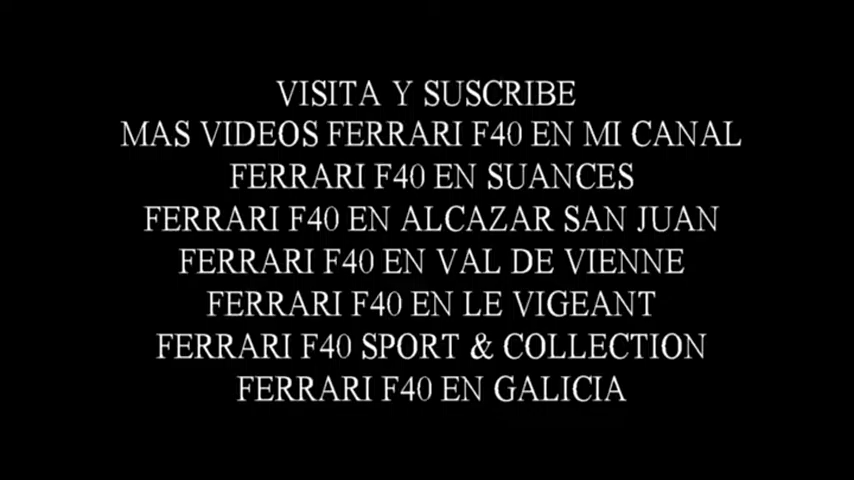 VISITA Y SUSCRIBE
MAS VIDEOS FERRARI F40 EN MI CANAL
FERRARI F40 EN SUANCES
FERRARI F40 EN ALCAZAR SAN JUAN
FERRARI F40 EN VAL DE VIENNE
FERRARI F40 EN LE VIGEANT
FERRARI F40 SPORT & COLLECTION
FERRARI F40 EN GALICIA